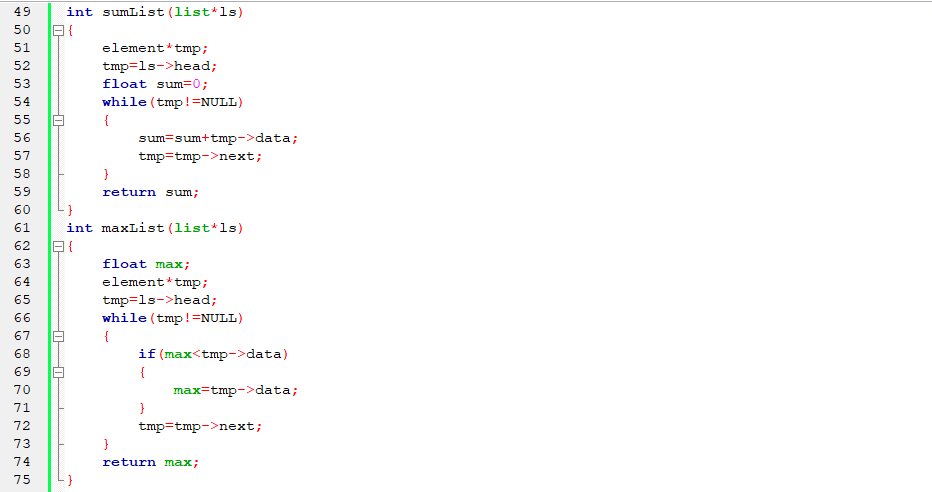 49 int sumList(list*ls)
50 {
51 element*tmp;
52 tmp=ls->head;
53 float sum=0;
54 while(tmp!=NULL)
55 {
56 sum=sum+tmp->data;
57 tmp=tmp->next;
58 }
59 return sum;
60 }
61 int maxList(list*ls)
62 {
63 float max;
64 element*tmp;
65 tmp=ls->head;
66 while(tmp!=NULL)
67 {
68 if(max<tmp->data)
69 {
70 max=tmp->data;
71 }
72 tmp=tmp->next;
73 }
74 return max;
75 }